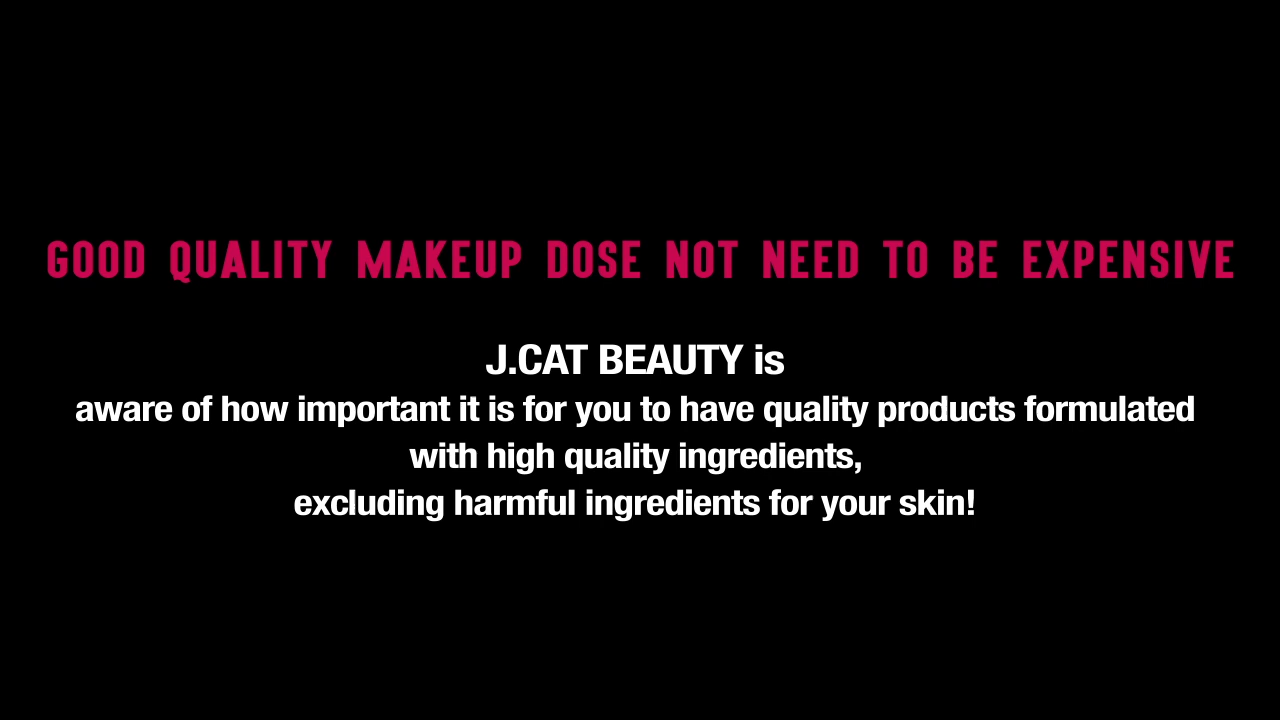 GOOD QUALITY MAKEUP DOSE NOT NEED TO BE EXPENSIVE
J.CAT BEAUTY is
aware of how important it is for you to have quality products formulated
with high quality ingredients,
excluding harmful ingredients for your skin!